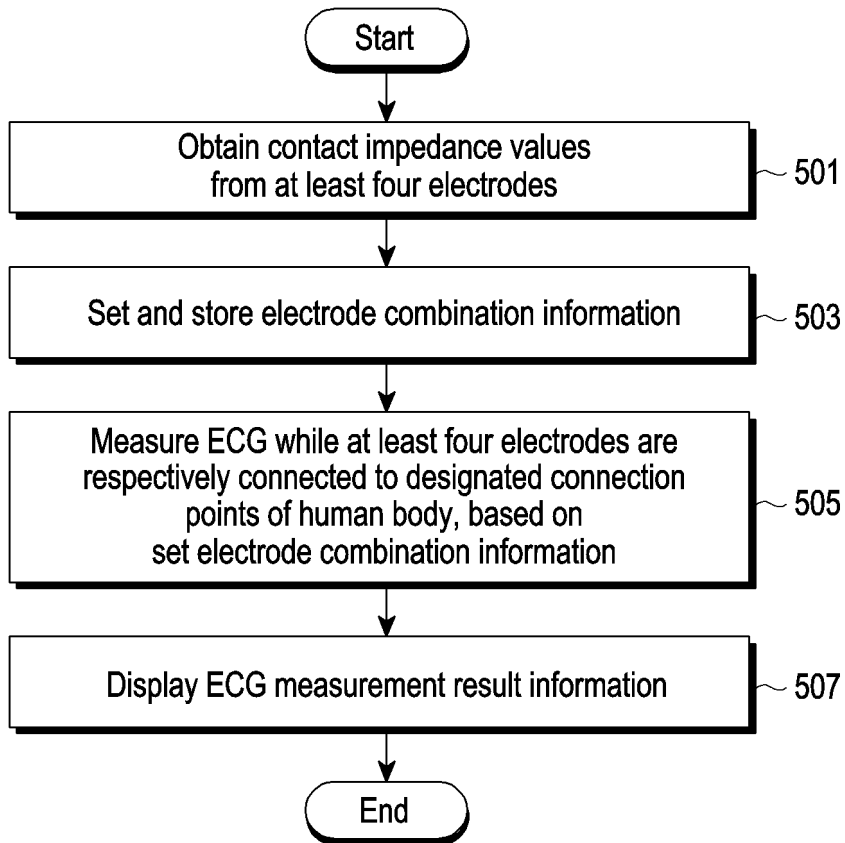 Start
Obtain contact impedance values
from at least four electrodes
501
Set and store electrode combination information
503
Measure ECG while at least four electrodes are
respectively connected to designated connection
points of human body, based on
set electrode combination information
505
Display ECG measurement result information
507
End